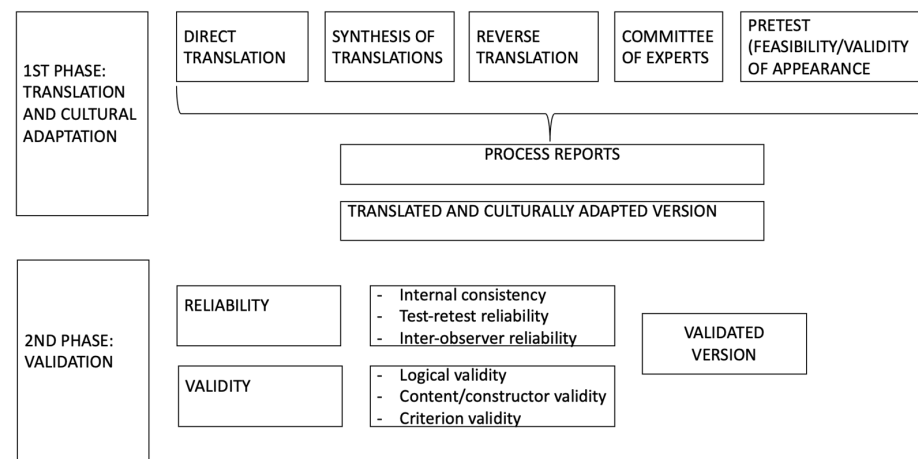 1ST PHASE:
TRANSLATION
AND CULTURAL
ADAPTATION
DIRECT
TRANSLATION
SYNTHESIS OF
TRANSLATIONS
REVERSE
TRANSLATION
COMMITTEE
OF EXPERTS
PRETEST
(FEASIBILITY/VALIDITY
OF APPEARANCE
PROCESS REPORTS
TRANSLATED AND CULTURALLY ADAPTED VERSION
2ND PHASE:
VALIDATION
RELIABILITY
- Internal consistency
- Test-retest reliability
- Inter-observer reliability
VALIDITY
- Logical validity
- Content/constructor validity
- Criterion validity
VALIDATED
VERSION